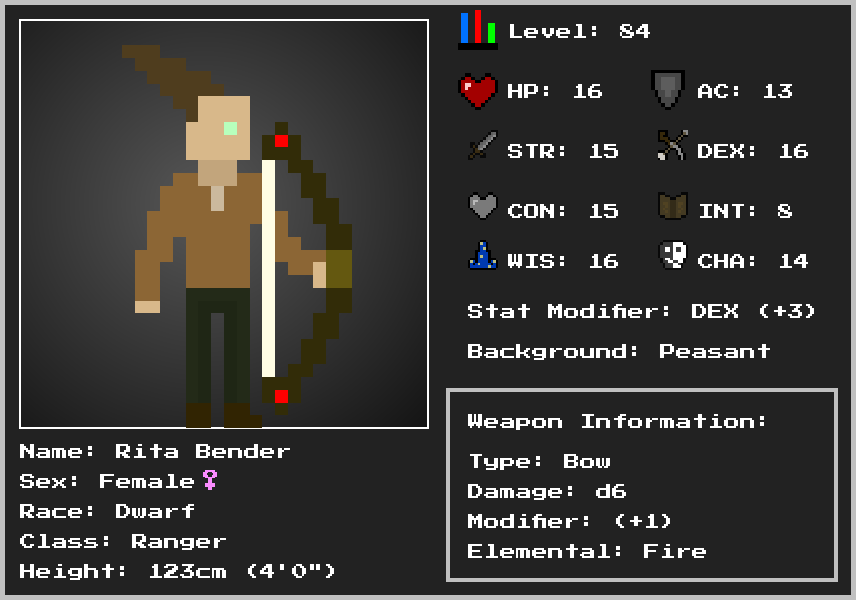 Level: 84
HP: 16
AC: 13
STR: 15
DEX: 16
CON: 15
INT: 8
WIS: 16
CHA: 14
Stat Modifier: DEX (+3)
Background: Peasant
Name: Rita Bender
Sex: Female♀
Race: Dwarf
Class: Ranger
Height: 123cm (4'0")
Weapon Information:
Type: Bow
Damage: d6
Modifier: (+1)
Elemental: Fire